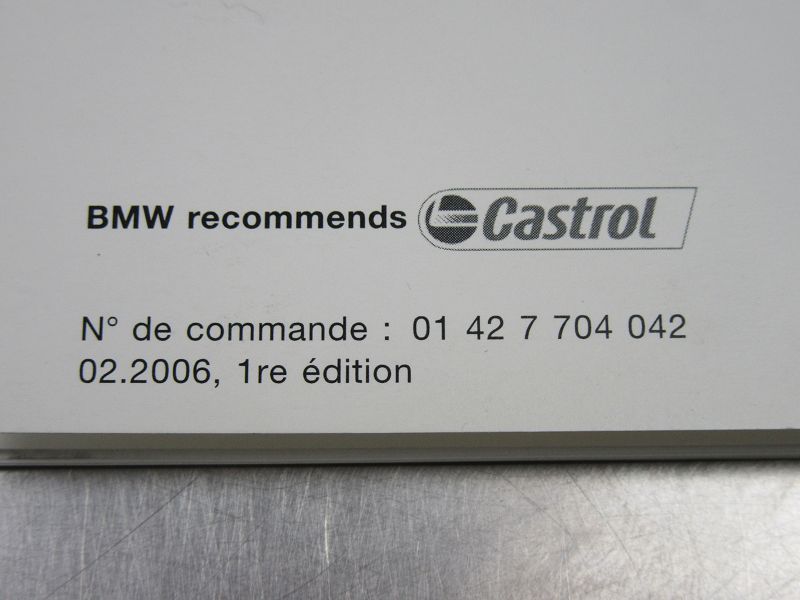 BMW recommends Castrol
N° de commande : 01 42 7 704 042
02.2006, 1re édition